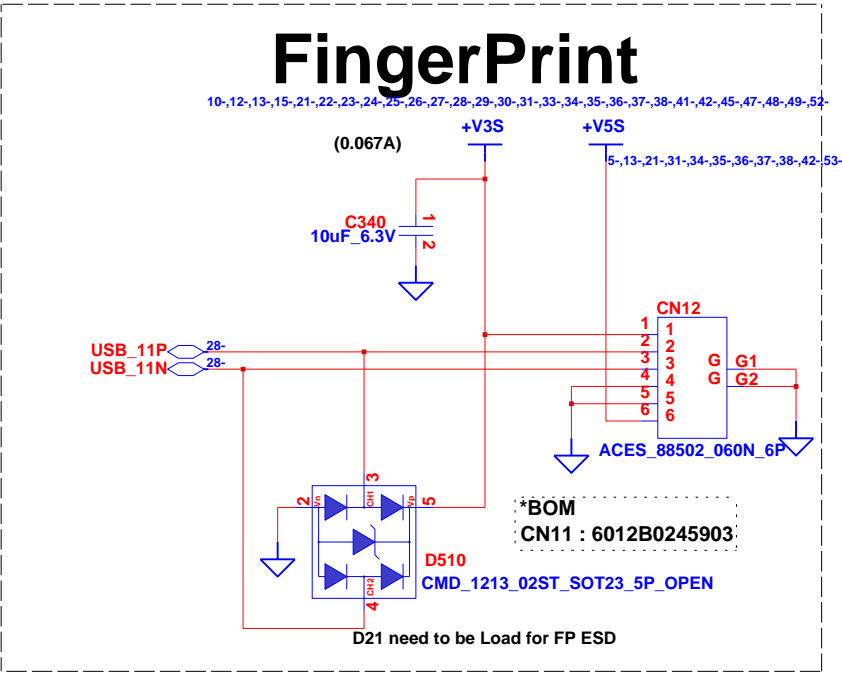 FingerPrint
10-,12-,13-,15-,21-,22-,23-,24-,25-,26-,27-,28-,29-,30-,31-,33-,34-,35-,36-,37-,38-,41-,42-,45-,47-,48-,49-,52-
+V3S
+V5S
(0.067A)
5-,13-,21-,31-,34-,35-,36-,37-,38-,42-,53-
C340
10uF_6.3V
1
2
CN12
1
1
2
2
3
3
4
4
5
5
6
6
G
G1
G
G2
USB_11P
28-
USB_11N
28-
ACES_88502_060N_6P
3
2
Vn
CH1
Vp
5
*BOM
CN11 : 6012B0245903
D510
CH2
CMD_1213_02ST_SOT23_5P_OPEN
4
D21 need to be Load for FP ESD